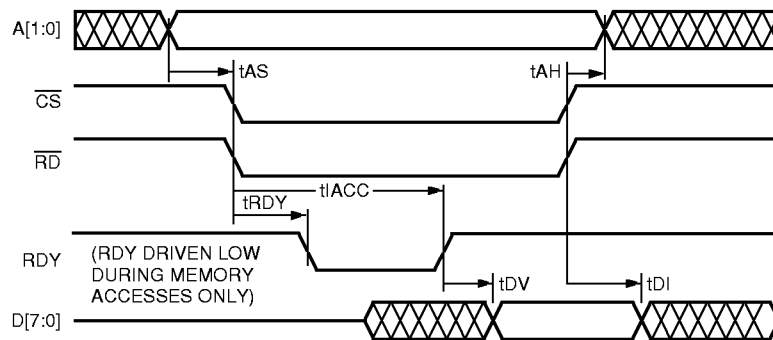 A[1:0]
tAS
tAH
CS
RD
tIACC
tRDY
RDY
(RDY DRIVEN LOW
DURING MEMORY
ACCESSES ONLY)
tDV
tDI
D[7:0]